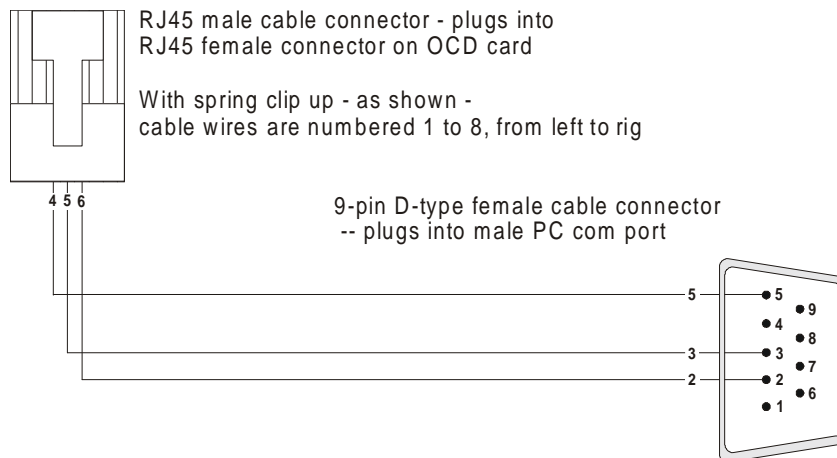 RJ45 male cable connector - plugs into
RJ45 female connector on OCD card
With spring clip up - as shown -
cable wires are numbered 1 to 8, from left to rig
4 5 6
9-pin D-type female cable connector
-- plugs into male PC com port
5
5
9
4
8
3
3
7
2
2
6
1